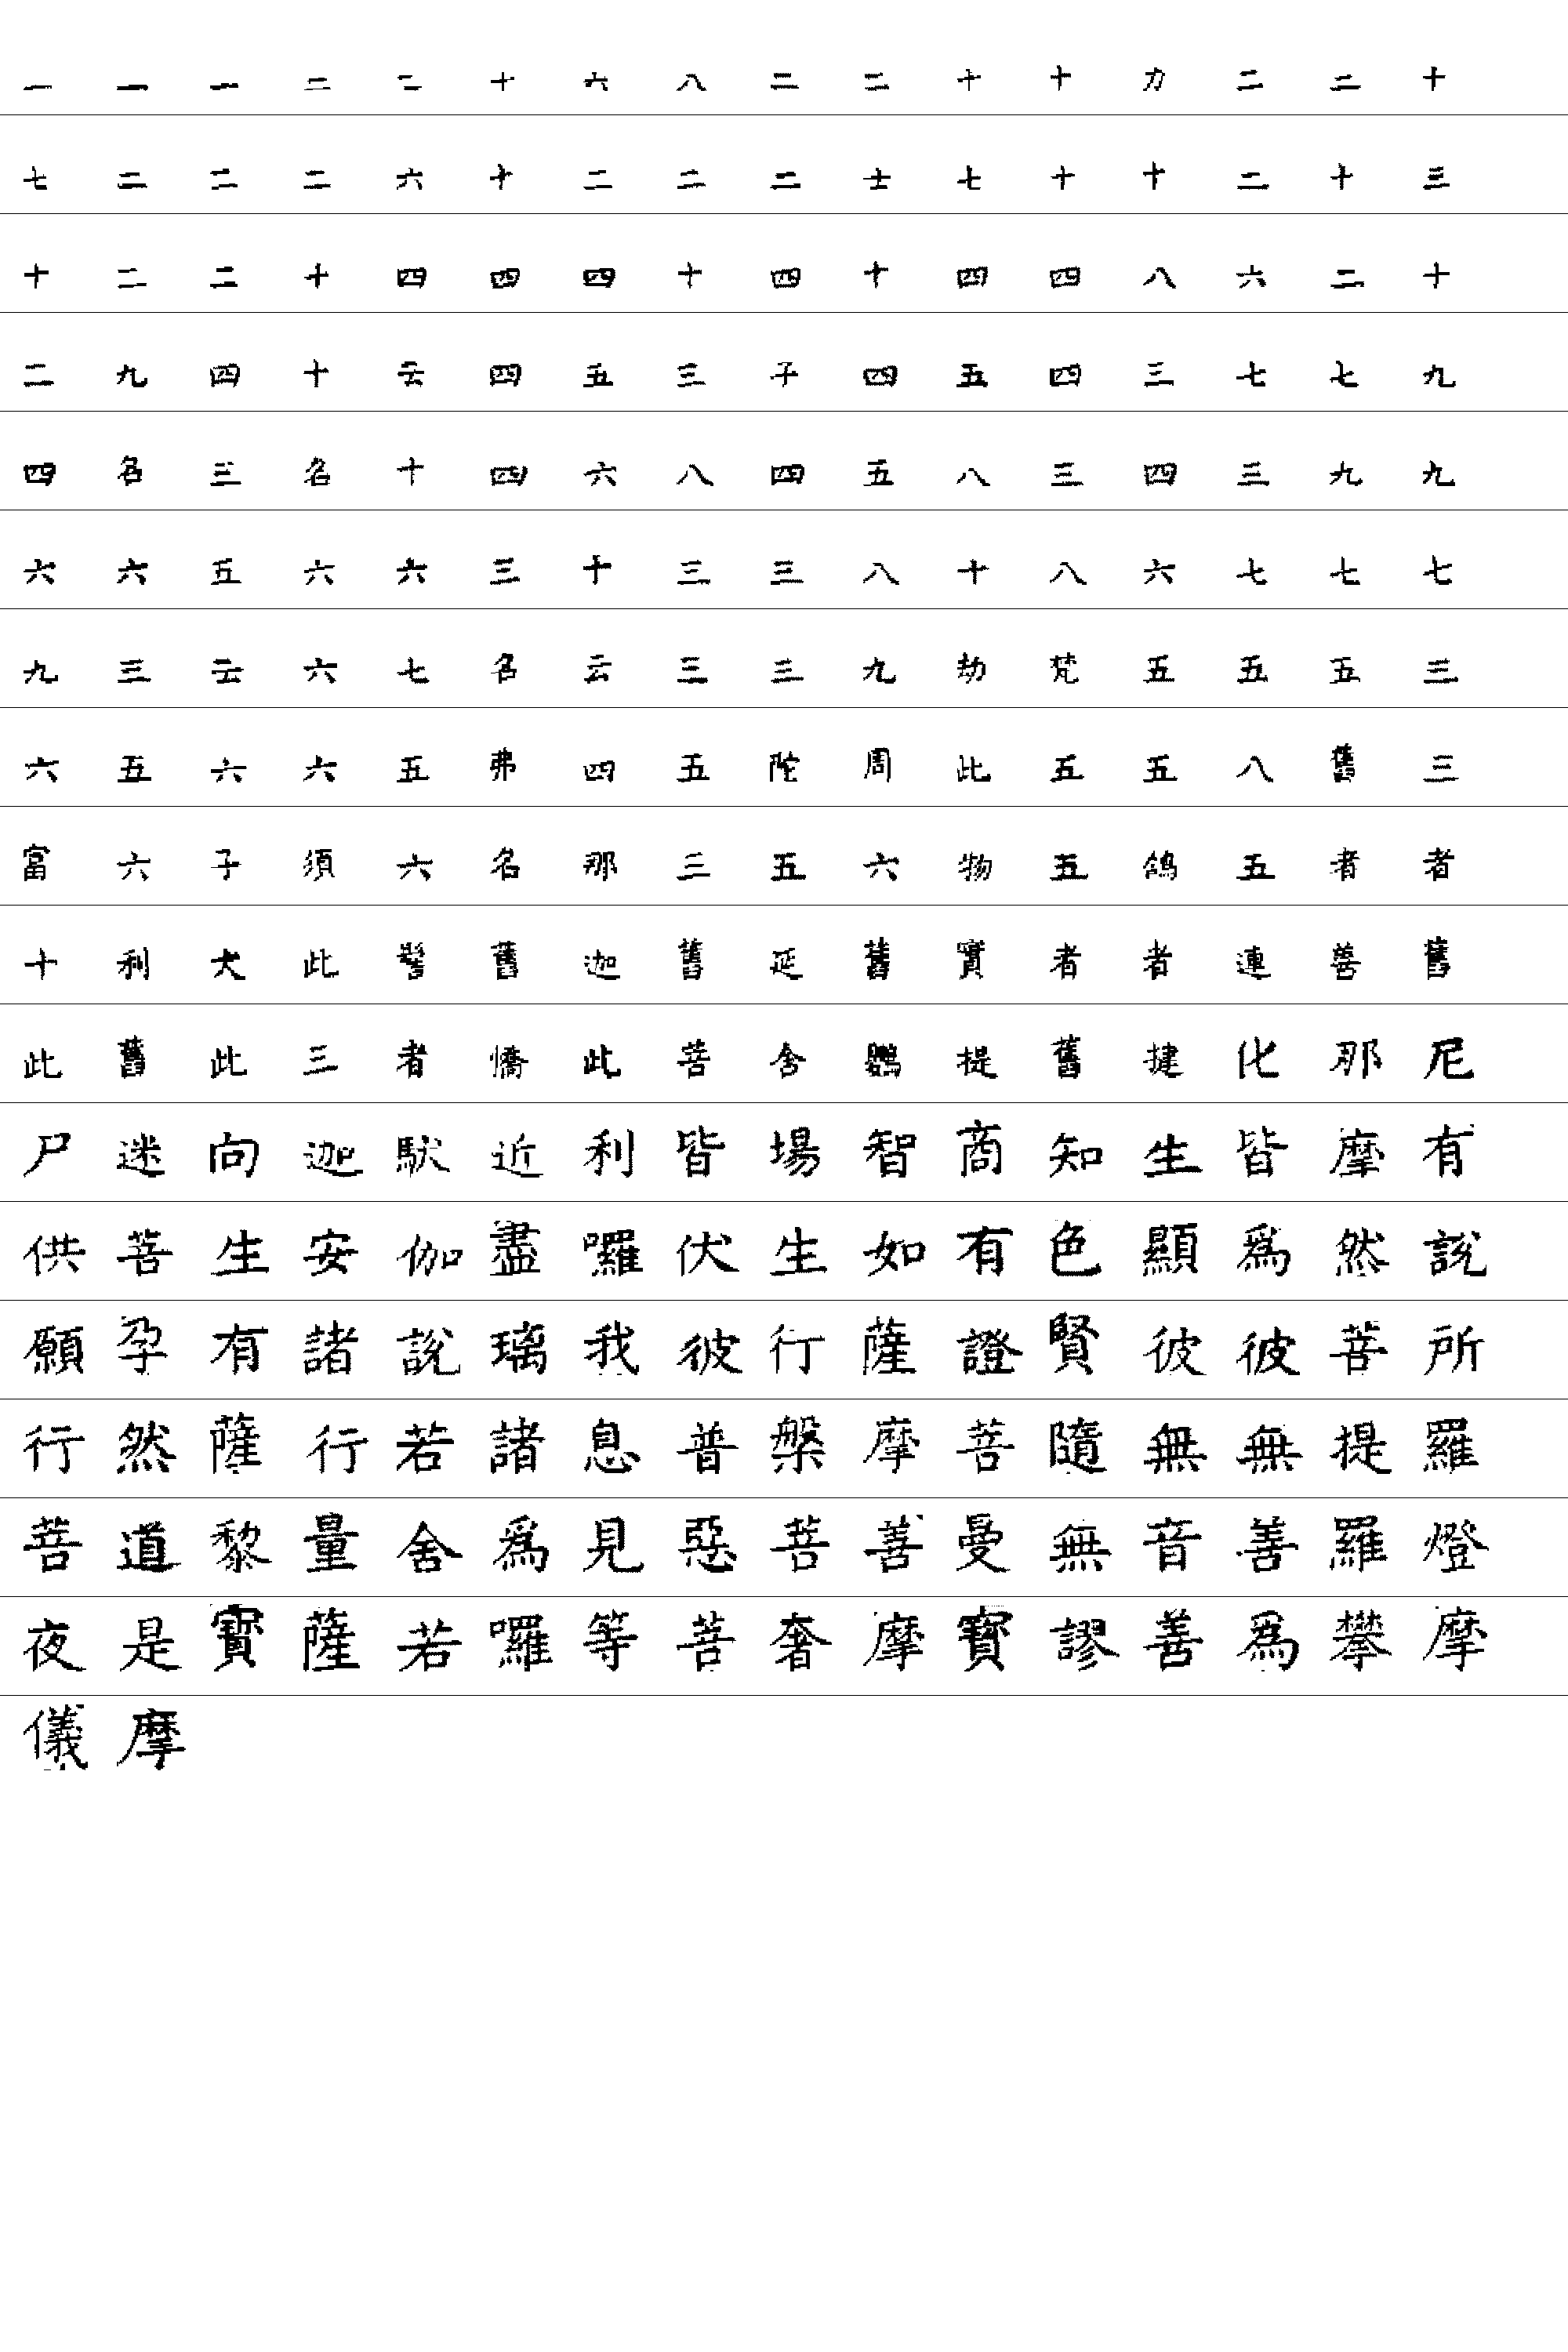 一 一 一 二 二 十 六 八 二 二 十 十 力 二 二 十
七 二 二 二 六 十 二 二 二 士 七 十 十 二 十 三
十 二 二 十 四 四 四 十 四 十 四 四 八 六 二 十
二 九 四 十 云 四 五 三 子 四 五 四 三 七 七 九
四 名 三 名 十 四 六 八 四 五 八 三 四 三 九 九
六 六 五 六 六 三 于 三 三 八 十 八 六 七 七 七
九 三 云 六 七 名 云 三 三 九 劫 梵 五 五 五 三
六 五 六 六 五 弗 四 五 陀 周 此 五 五 八 舊 三
富 六 子 須 六 名 那 三 五 六 物 五 鴿 五 者 者
十 利 犬 此 髻 舊 迦 舊 延 舊 實 者 者 連 善 舊
此 舊 此 三 者 憍 此 菩 舍 鸚 提 舊 揵 化 那 尼
尸 迷 向 迦 馱 近 利 皆 場 智 商 知 生 皆 摩 有
供 菩 生 安 伽 盡 囉 伏 生 如 有 色 顯 爲 然 說
願 孕 有 諸 說 璃 我 彼 行 薩 證 賢 彼 彼 菩 所
行 然 薩 行 若 諸 息 普 槃 摩 菩 隨 無 無 提 羅
菩 道 黎 量 舍 爲 見 惡 菩 善 曼 無 音 善 羅 燈
夜 是 寶 薩 若 囉 等 菩 奢 摩 寶 謬 善 爲 攀 摩
儀 摩